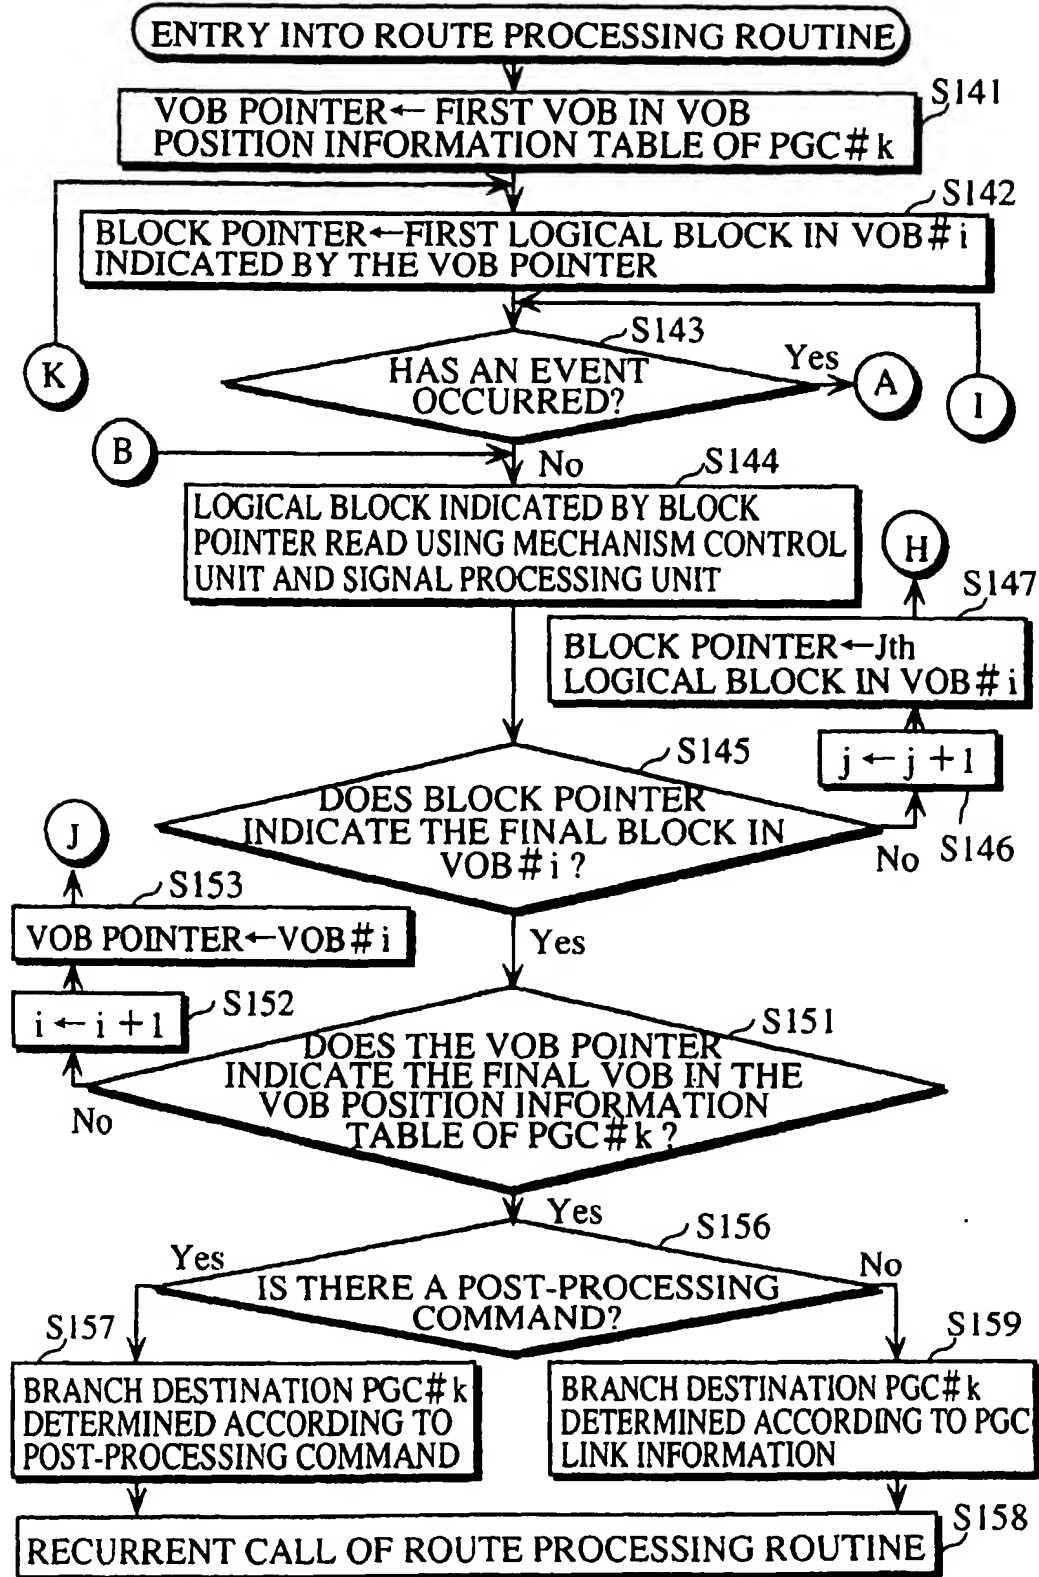 ENTRY INTO ROUTE PROCESSING ROUTINE
S141
VOB POINTER←FIRST VOB IN VOB
POSITION INFORMATION TABLE OF PGC#k
S142
BLOCK POINTER←FIRST LOGICAL BLOCK IN VOB#i
INDICATED BY THE VOB POINTER
S143
K
HAS AN EVENT
OCCURRED?
Yes
A
I
B
No
S144
LOGICAL BLOCK INDICATED BY BLOCK
POINTER READ USING MECHANISM CONTROL
UNIT AND SIGNAL PROCESSING UNIT
H
S147
BLOCK POINTER←Jth
LOGICAL BLOCK IN VOB#i
S145
j←j+1
S146
DOES BLOCK POINTER
INDICATE THE FINAL BLOCK IN
VOB#i?
No
J
S153
Yes
VOB POINTER←VOB#i
S152
i←i+1
S151
DOES THE VOB POINTER
INDICATE THE FINAL VOB IN THE
VOB POSITION INFORMATION
TABLE OF PGC#k?
No
Yes
S156
Yes
No
IS THERE A POST-PROCESSING
COMMAND?
S157
BRANCH DESTINATION PGC#k
DETERMINED ACCORDING TO
POST-PROCESSING COMMAND
S159
BRANCH DESTINATION PGC#k
DETERMINED ACCORDING TO PGC
LINK INFORMATION
S158
RECURRENT CALL OF ROUTE PROCESSING ROUTINE